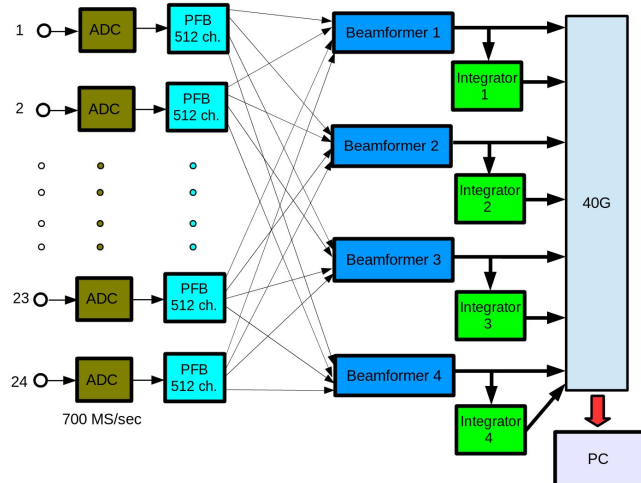 1
ADC
PFB
512 ch.
Beamformer 1
Integrator
1
2
ADC
PFB
512 ch.
Beamformer 2
Integrator
2
40G
Beamformer 3
Integrator
3
23
ADC
PFB
512 ch.
24
ADC
PFB
512 ch.
Beamformer 4
Integrator
4
700 MS/sec
PC